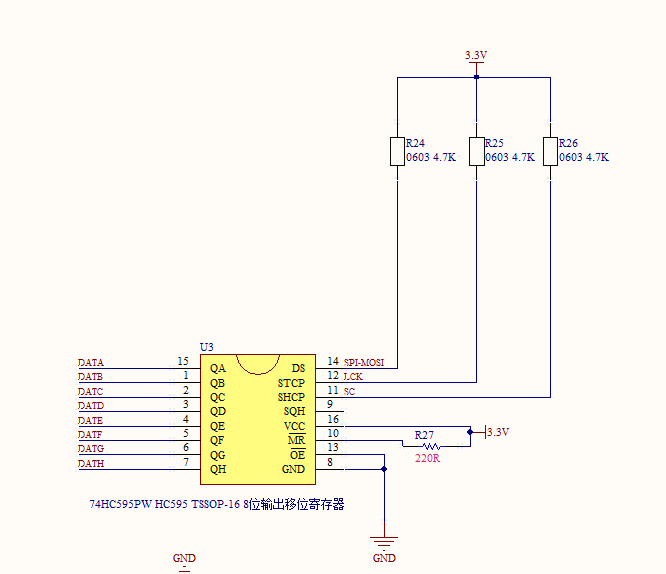 3.3V
R24 R25 R26
0603 4.7K 0603 4.7K 0603 4.7K
U3
DATA 15 QA DS 14 SPI-MOSI
DATB 1 QB STCP 12 LCK
DATC 2 QC SHCP 11 SC
DATD 3 QD SQH 9
DATE 4 QE VCC 16
DATF 5 QF MR 10 R27 3.3V
DATG 6 QG OE 13 220R
DATH 7 QH GND 8
74HC595PW HC595 TSSOP-16 8位输出移位寄存器
GND GND